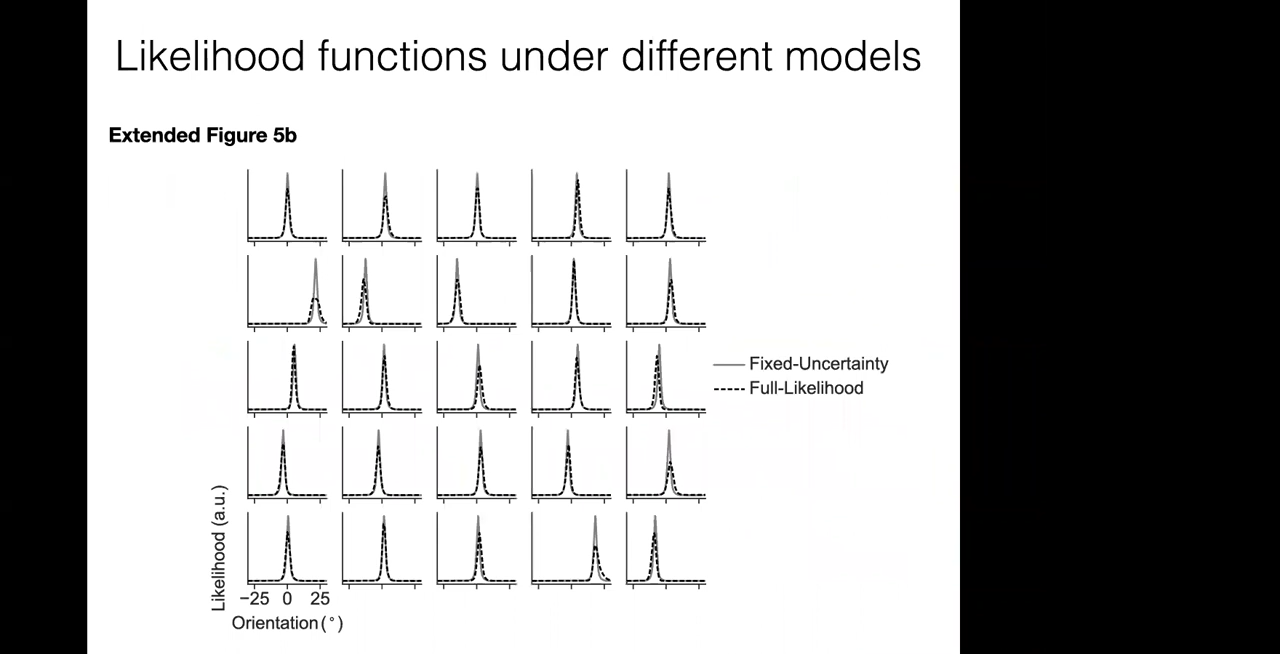 Likelihood functions under different models
Extended Figure 5b
Fixed-Uncertainty
Full-Likelihood
Likelihood (a.u.)
−25 0 25
Orientation (°)